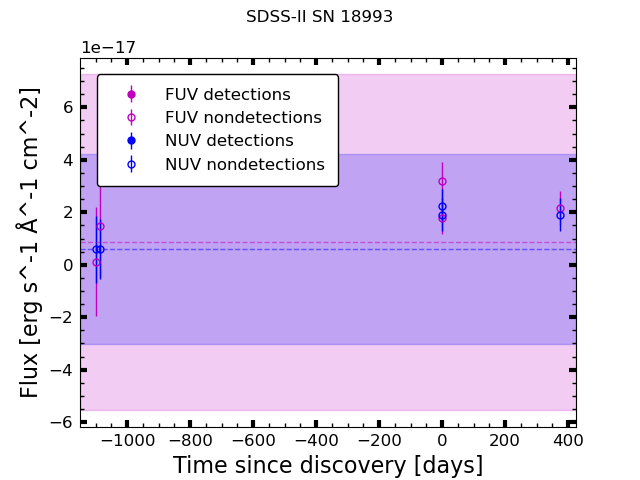 SDSS-II SN 18993
1e−17
FUV detections
FUV nondetections
NUV detections
NUV nondetections
6
4
2
0
−2
−4
−6
Flux [erg s^-1 Å^-1 cm^-2]
−1000 −800 −600 −400 −200 0 200 400
Time since discovery [days]